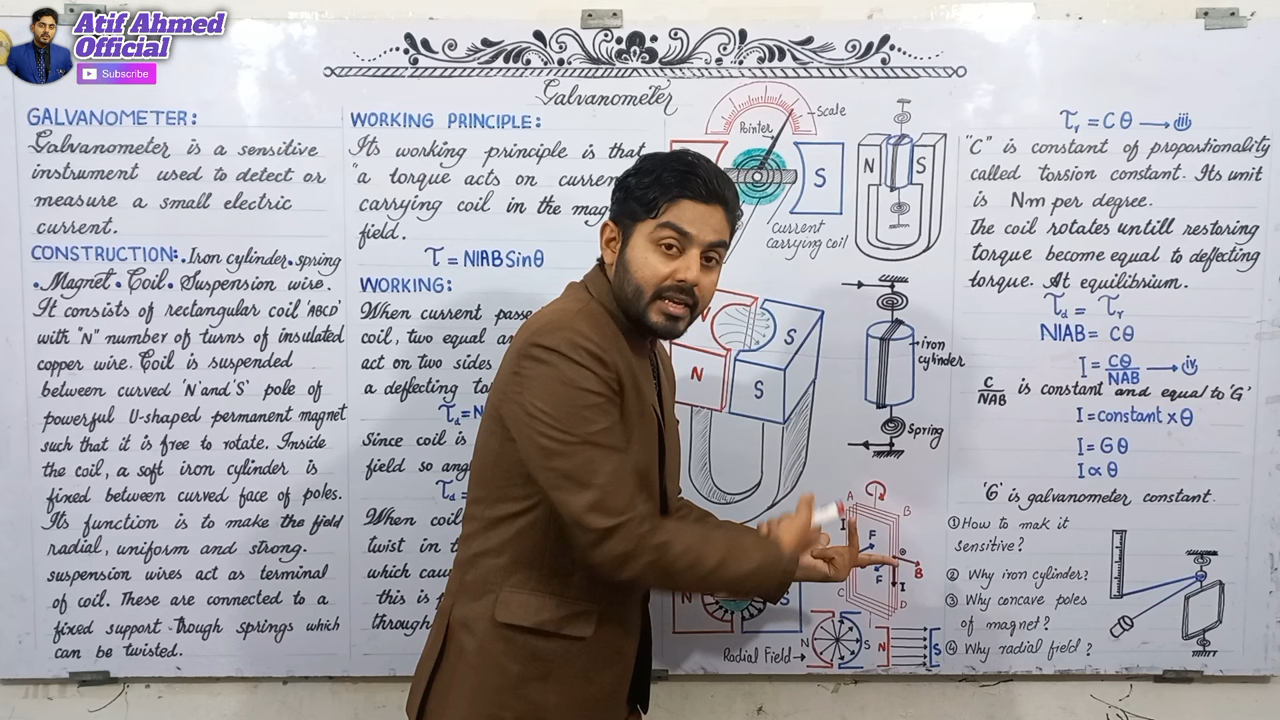 Atif Ahmed
Official
Subscribe
Galvanometer
GALVANOMETER:
Galvanometer is a sensitive
instrument used to detect or
measure a small electric
current.
CONSTRUCTION:. Iron cylinder. spring
. Magnet. Coil. Suspension wire.
It consists of rectangular coil 'ABCD'
with "N" number of turns of insulated
copper wire. Coil is suspended
between curved 'N' and 'S' pole of
powerful U-shaped permanent magnet
such that it is free to rotate. Inside
the coil, a soft iron cylinder is
fixed between curved face of poles.
Its function is to make the field
radial, uniform and strong.
suspension wires act as terminal
of coil. These are connected to a
fixed support trough springs which
can be twisted.
WORKING PRINCIPLE:
Its working principle is that
"a torque acts on curren
carrying coil in the mag
field.
τ = NIAB Sinθ
WORKING:
When current passe
coil, two equal an
act on two sides
a deflecting to
τd = N
Since coil is
field so ang
τd =
When coil
twist in t
which cau
this is
through
Scale
Pointer
S
current
carrying coil
N S
N S
N S
iron
cylinder
spring
A B
I F
B
F I
C D
N S
Radial Field→ N S N S
τr = Cθ → iii
"C" is constant of proportionality
called torsion constant. Its unit
is Nm per degree.
The coil rotates untill restoring
torque become equal to deflecting
torque. At equilibrium.
τd = τr
NIAB = Cθ
I = Cθ/NAB → iv
C/NAB is constant and equal to 'G'
I = constant × θ
I = Gθ
I ∝ θ
'G' is galvanometer constant.
① How to make it
sensitive?
② Why iron cylinder?
③ Why concave poles
of magnet?
④ Why radial field?